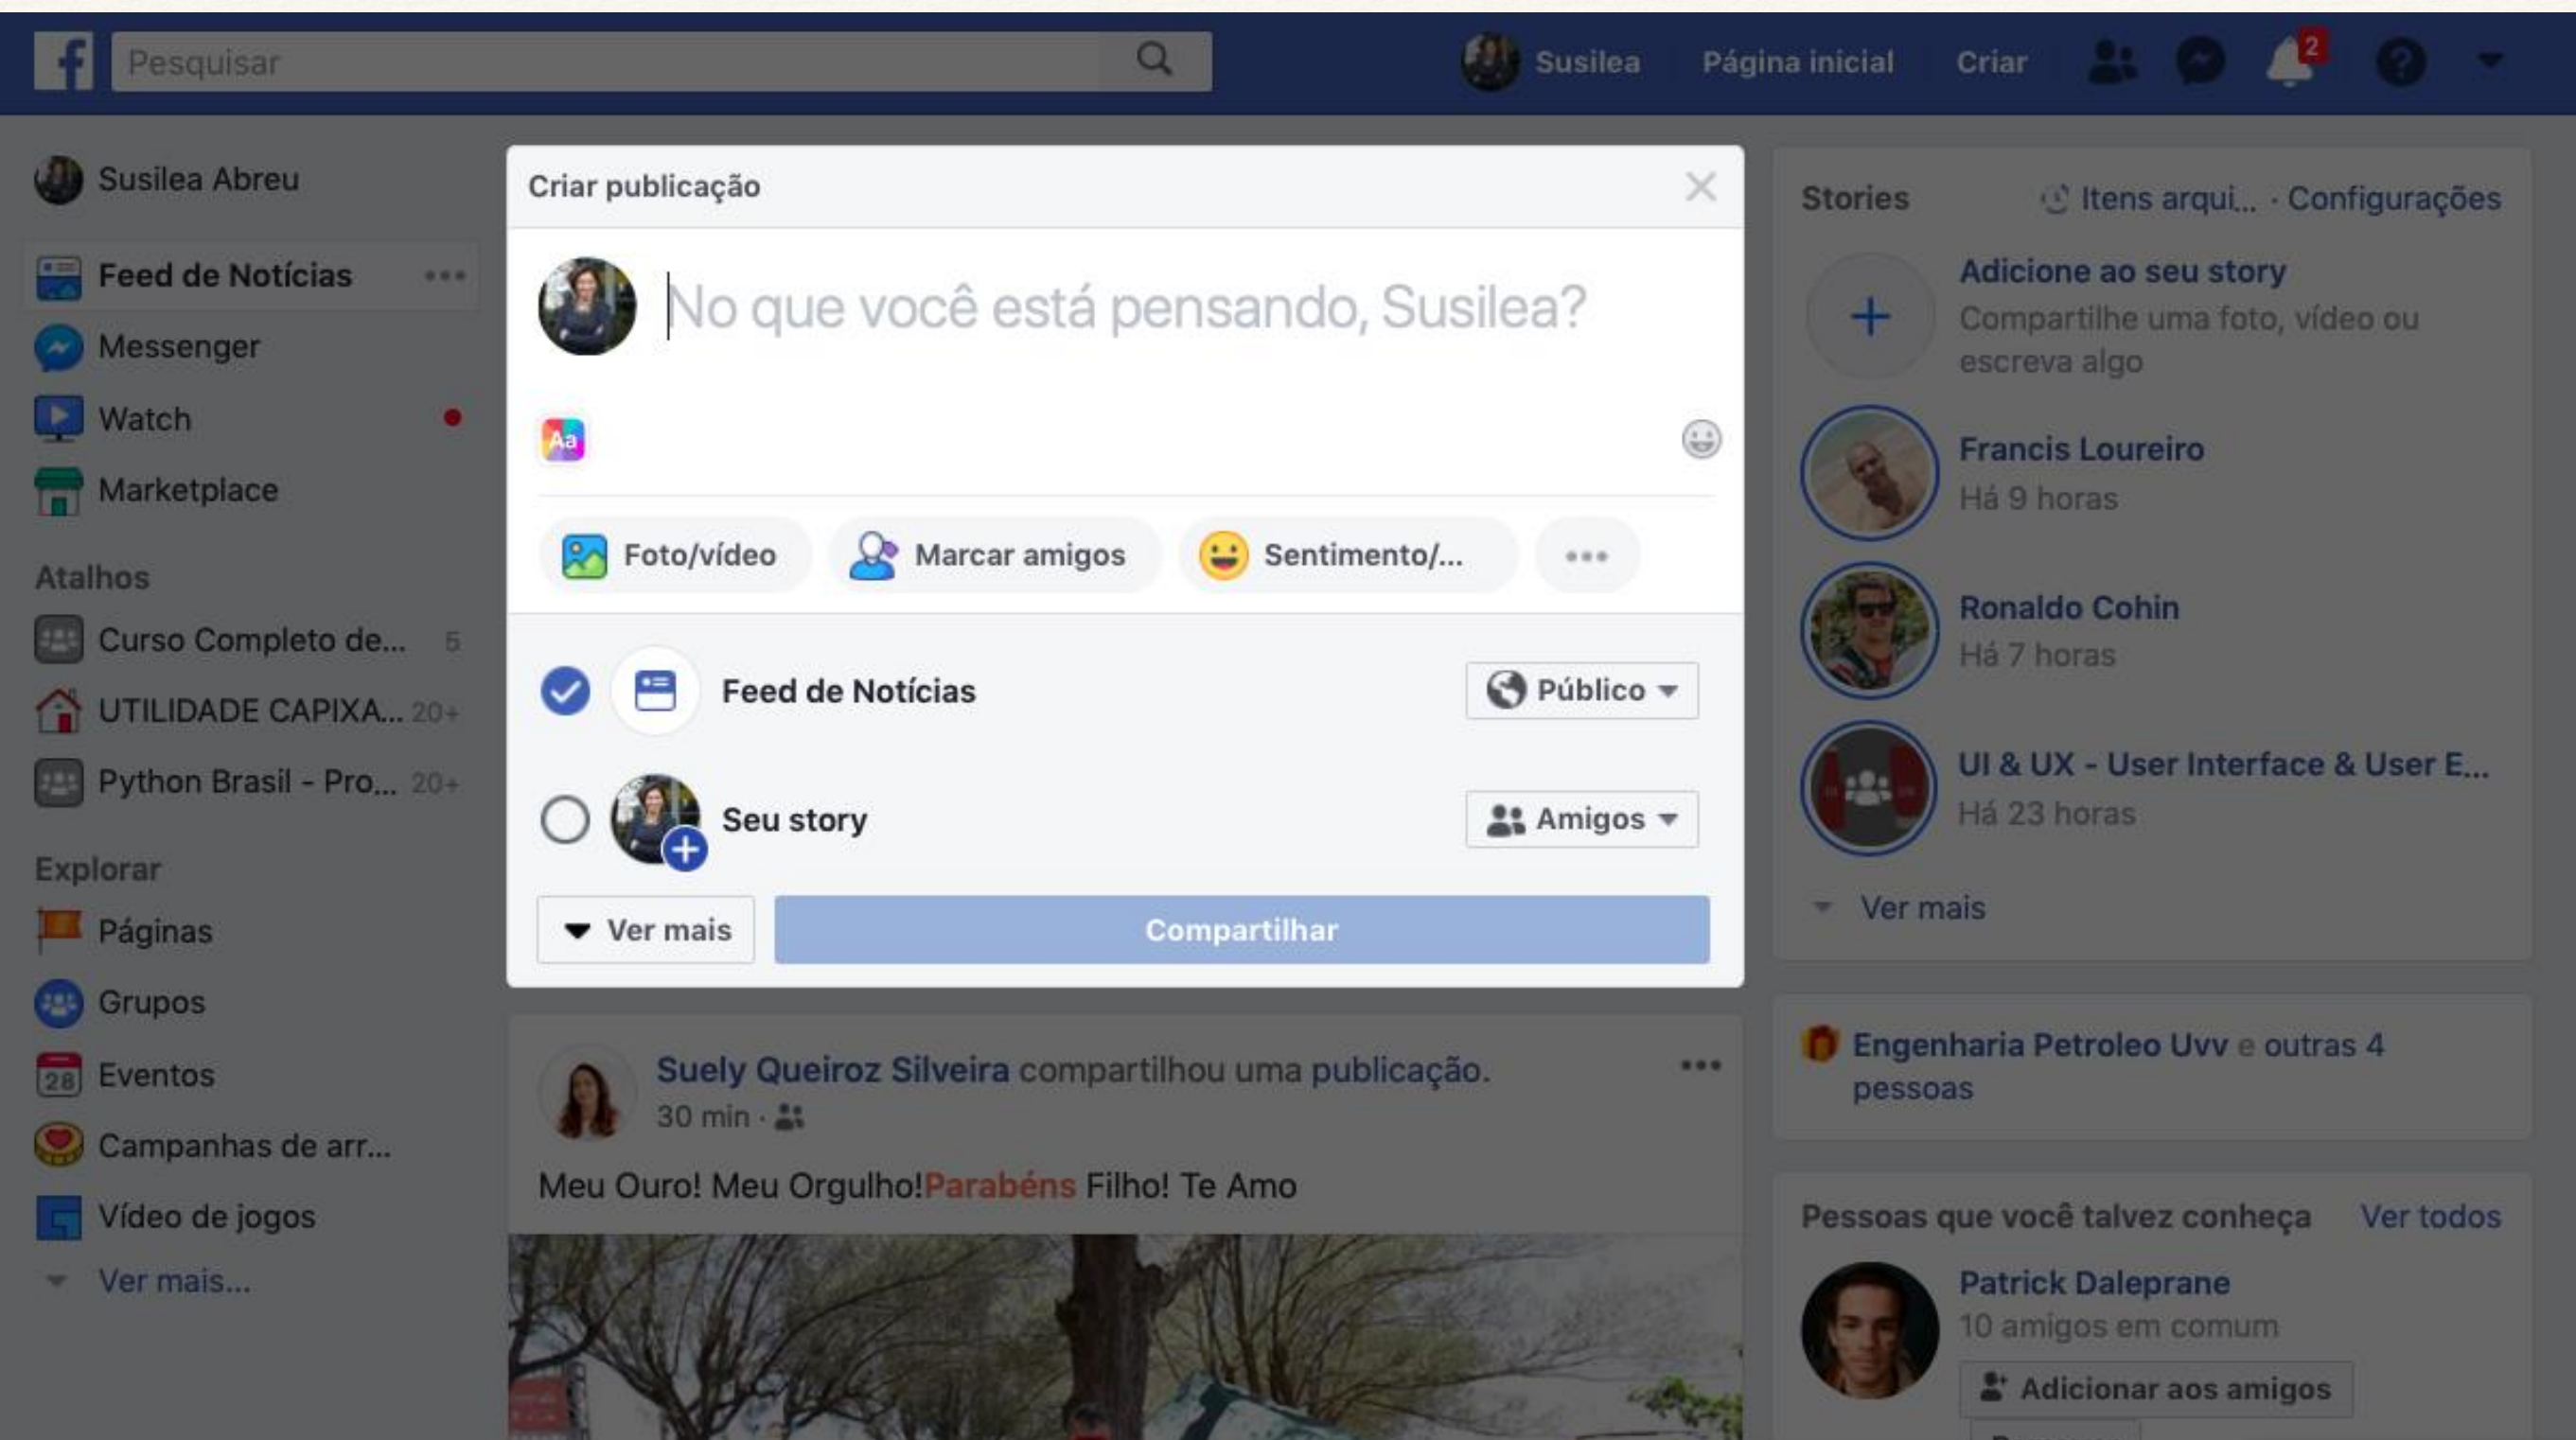 f
Pesquisar
Susilea
Página inicial
Criar
2
?
Susilea Abreu
Feed de Notícias
Messenger
Watch
Marketplace
Atalhos
Curso Completo de... 5
UTILIDADE CAPIXA... 20+
Python Brasil - Pro... 20+
Explorar
Páginas
Grupos
28
Eventos
Campanhas de arr...
Vídeo de jogos
Ver mais...
Criar publicação
No que você está pensando, Susilea?
Aa
Foto/vídeo
Marcar amigos
Sentimento/...
Feed de Notícias
Público
Seu story
Amigos
Ver mais
Compartilhar
Suely Queiroz Silveira compartilhou uma publicação.
30 min ·
Meu Ouro! Meu Orgulho!Parabéns Filho! Te Amo
Stories
Itens arqui... · Configurações
Adicione ao seu story
Compartilhe uma foto, vídeo ou
escreva algo
Francis Loureiro
Há 9 horas
Ronaldo Cohin
Há 7 horas
UI & UX - User Interface & User E...
Há 23 horas
Ver mais
Engenharia Petroleo Uvv e outras 4
pessoas
Pessoas que você talvez conheça
Ver todos
Patrick Daleprane
10 amigos em comum
Adicionar aos amigos